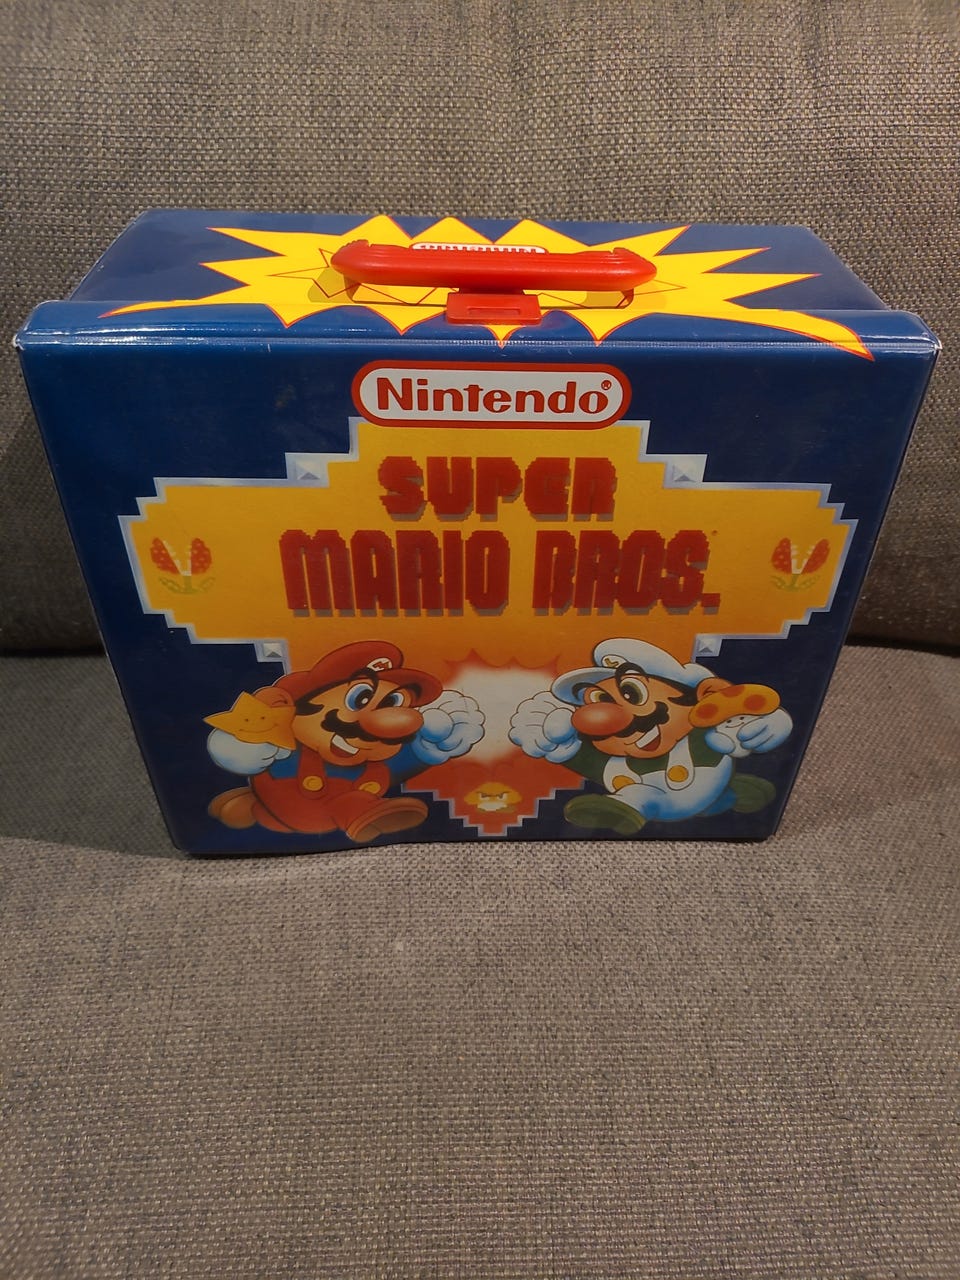 Nintendo®
SUPER
MARIO BROS.
M
L